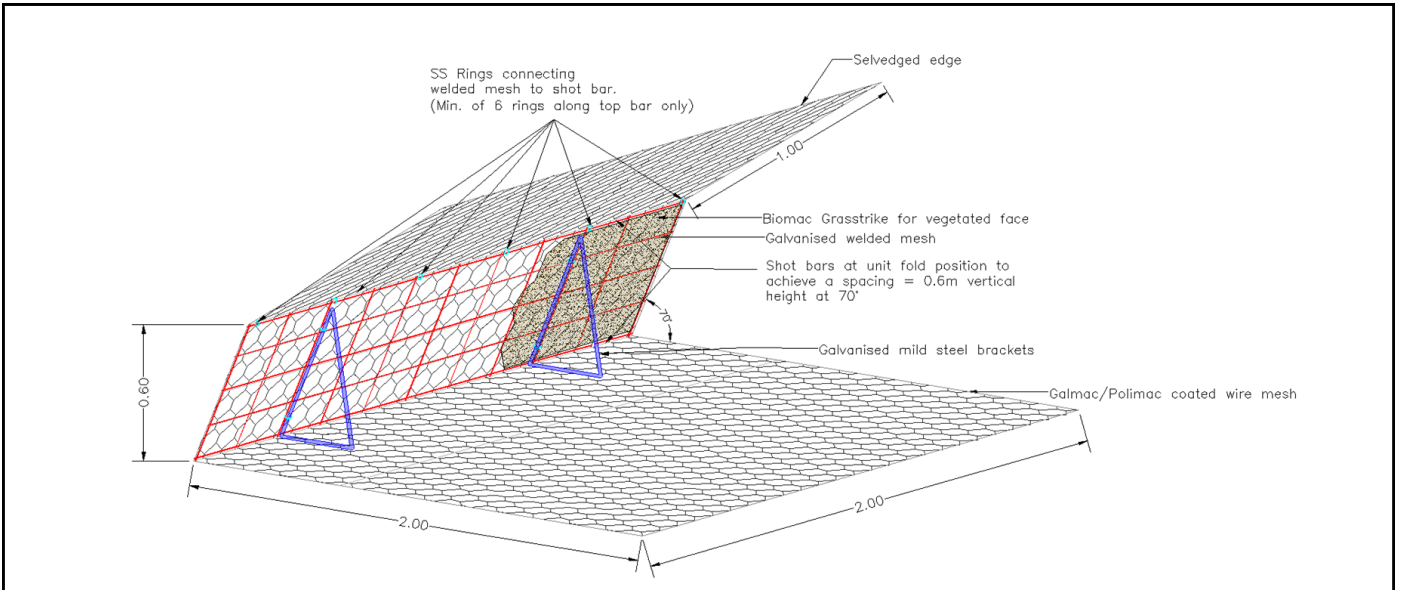 Selvedged edge
SS Rings connecting
welded mesh to shot bar.
(Min. of 6 rings along top bar only)
1.00
Biomac Grasstrike for vegetated face
Galvanised welded mesh
Shot bars at unit fold position to
achieve a spacing = 0.6m vertical
height at 70°
70°
Galvanised mild steel brackets
0.60
Galmac/Polimac coated wire mesh
2.00
2.00